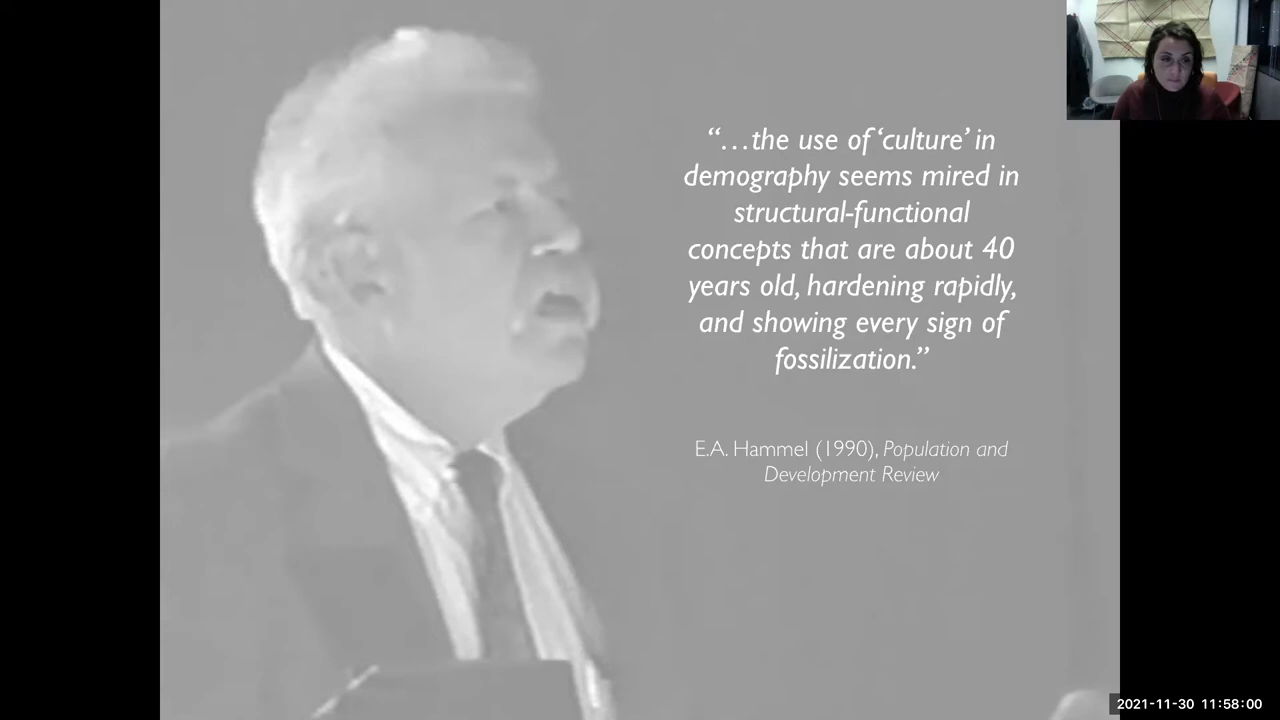 “…the use of ‘culture’ in
demography seems mired in
structural-functional
concepts that are about 40
years old, hardening rapidly,
and showing every sign of
fossilization.”
E.A. Hammel (1990), Population and
Development Review
2021-11-30 11:58:00